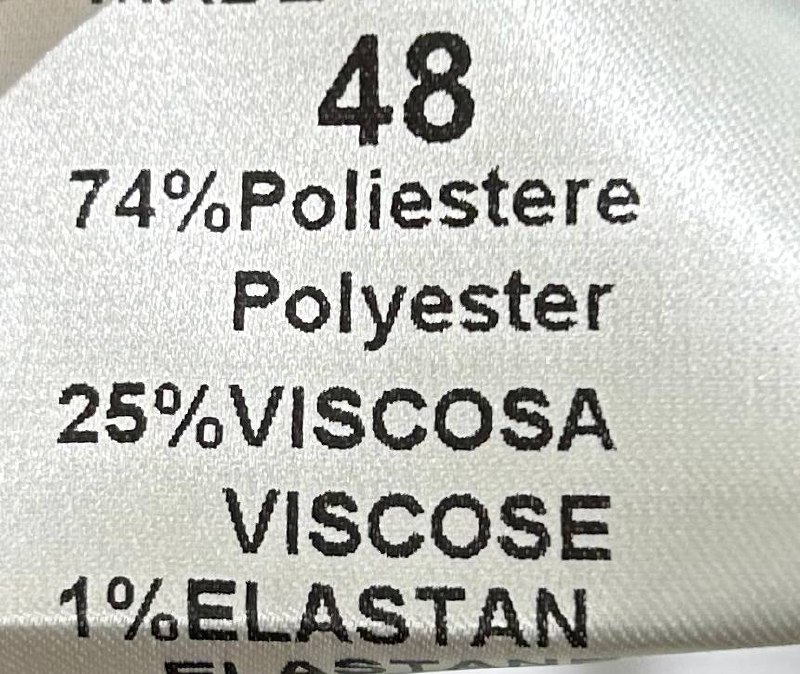 48
74%Poliestere
Polyester
25%VISCOSA
VISCOSE
1%ELASTAN